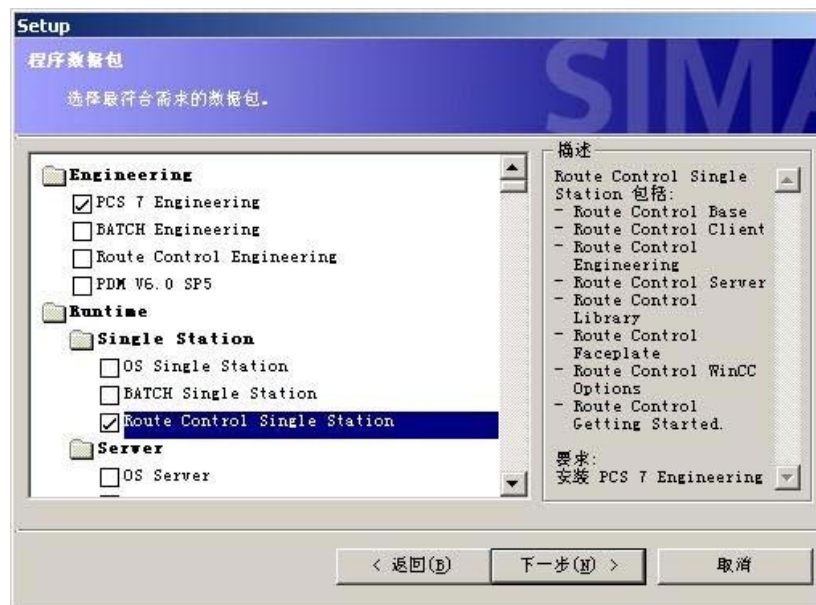 Setup
程序数据包
选择最符合需求的数据包。
SIMA
Engineering
PCS 7 Engineering
BATCH Engineering
Route Control Engineering
PDM V6.0 SP5
Runtime
Single Station
OS Single Station
BATCH Single Station
Route Control Single Station
Server
OS Server
描述
Route Control Single
Station 包括:
- Route Control Base
- Route Control Client
- Route Control
Engineering
- Route Control Server
- Route Control
Library
- Route Control
Faceplate
- Route Control WinCC
Options
- Route Control
Getting Started.
要求:
安装 PCS 7 Engineering
< 返回(B)
下一步(N) >
取消